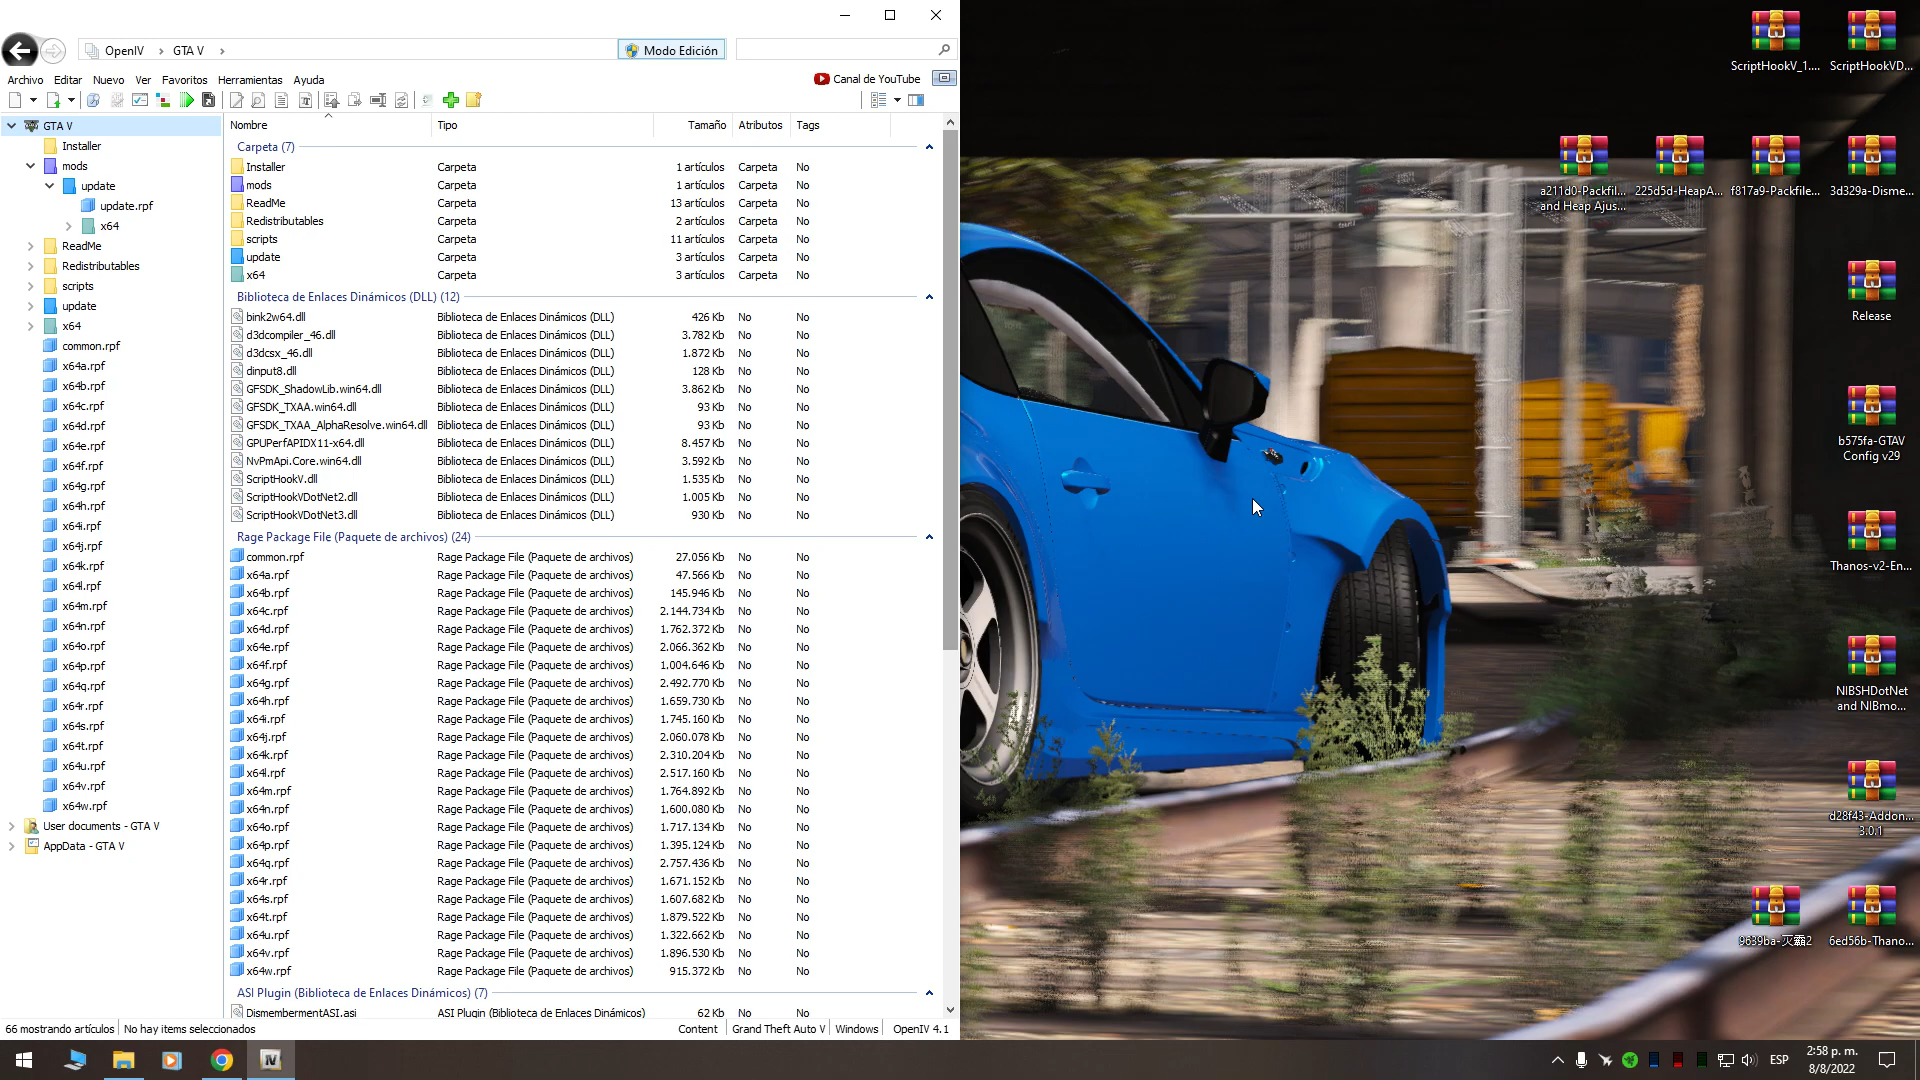 OpenIV
GTA V
Modo Edición
Archivo Editar Nuevo Ver Favoritos Herramientas Ayuda
Canal de YouTube
GTA V
Installer
mods
update
update.rpf
x64
ReadMe
Redistributables
scripts
update
x64
common.rpf
x64a.rpf
x64b.rpf
x64c.rpf
x64d.rpf
x64e.rpf
x64f.rpf
x64g.rpf
x64h.rpf
x64i.rpf
x64j.rpf
x64k.rpf
x64l.rpf
x64m.rpf
x64n.rpf
x64o.rpf
x64p.rpf
x64q.rpf
x64r.rpf
x64s.rpf
x64t.rpf
x64u.rpf
x64v.rpf
x64w.rpf
User documents - GTA V
AppData - GTA V
Nombre Tipo Tamaño Atributos Tags
Carpeta (7)
Installer Carpeta 1 artículos Carpeta No
mods Carpeta 1 artículos Carpeta No
ReadMe Carpeta 13 artículos Carpeta No
Redistributables Carpeta 2 artículos Carpeta No
scripts Carpeta 11 artículos Carpeta No
update Carpeta 3 artículos Carpeta No
x64 Carpeta 3 artículos Carpeta No
Biblioteca de Enlaces Dinámicos (DLL) (12)
bink2w64.dll Biblioteca de Enlaces Dinámicos (DLL) 426 Kb No No
d3dcompiler_46.dll Biblioteca de Enlaces Dinámicos (DLL) 3.782 Kb No No
d3dcsx_46.dll Biblioteca de Enlaces Dinámicos (DLL) 1.872 Kb No No
dinput8.dll Biblioteca de Enlaces Dinámicos (DLL) 128 Kb No No
GFSDK_ShadowLib.win64.dll Biblioteca de Enlaces Dinámicos (DLL) 3.862 Kb No No
GFSDK_TXAA.win64.dll Biblioteca de Enlaces Dinámicos (DLL) 93 Kb No No
GFSDK_TXAA_AlphaResolve.win64.dll Biblioteca de Enlaces Dinámicos (DLL) 93 Kb No No
GPUPerfAPIDX11-x64.dll Biblioteca de Enlaces Dinámicos (DLL) 8.457 Kb No No
NvPmApi.Core.win64.dll Biblioteca de Enlaces Dinámicos (DLL) 3.592 Kb No No
ScriptHookV.dll Biblioteca de Enlaces Dinámicos (DLL) 1.535 Kb No No
ScriptHookVDotNet2.dll Biblioteca de Enlaces Dinámicos (DLL) 1.005 Kb No No
ScriptHookVDotNet3.dll Biblioteca de Enlaces Dinámicos (DLL) 930 Kb No No
Rage Package File (Paquete de archivos) (24)
common.rpf Rage Package File (Paquete de archivos) 27.056 Kb No No
x64a.rpf Rage Package File (Paquete de archivos) 47.566 Kb No No
x64b.rpf Rage Package File (Paquete de archivos) 145.946 Kb No No
x64c.rpf Rage Package File (Paquete de archivos) 2.144.734 Kb No No
x64d.rpf Rage Package File (Paquete de archivos) 1.762.372 Kb No No
x64e.rpf Rage Package File (Paquete de archivos) 2.066.362 Kb No No
x64f.rpf Rage Package File (Paquete de archivos) 1.004.646 Kb No No
x64g.rpf Rage Package File (Paquete de archivos) 2.492.770 Kb No No
x64h.rpf Rage Package File (Paquete de archivos) 1.659.730 Kb No No
x64i.rpf Rage Package File (Paquete de archivos) 1.745.160 Kb No No
x64j.rpf Rage Package File (Paquete de archivos) 2.060.078 Kb No No
x64k.rpf Rage Package File (Paquete de archivos) 2.310.204 Kb No No
x64l.rpf Rage Package File (Paquete de archivos) 2.517.160 Kb No No
x64m.rpf Rage Package File (Paquete de archivos) 1.764.892 Kb No No
x64n.rpf Rage Package File (Paquete de archivos) 1.600.080 Kb No No
x64o.rpf Rage Package File (Paquete de archivos) 1.717.134 Kb No No
x64p.rpf Rage Package File (Paquete de archivos) 1.395.124 Kb No No
x64q.rpf Rage Package File (Paquete de archivos) 2.757.436 Kb No No
x64r.rpf Rage Package File (Paquete de archivos) 1.671.152 Kb No No
x64s.rpf Rage Package File (Paquete de archivos) 1.607.682 Kb No No
x64t.rpf Rage Package File (Paquete de archivos) 1.879.522 Kb No No
x64u.rpf Rage Package File (Paquete de archivos) 1.322.662 Kb No No
x64v.rpf Rage Package File (Paquete de archivos) 1.896.530 Kb No No
x64w.rpf Rage Package File (Paquete de archivos) 915.372 Kb No No
ASI Plugin (Biblioteca de Enlaces Dinámicos) (7)
DismembermentASI.asi ASI Plugin (Biblioteca de Enlaces Dinámicos) 62 Kb No No
66 mostrando artículos No hay items seleccionados Content Grand Theft Auto V Windows OpenIV 4.1
ScriptHookV_1.... ScriptHookVD...
a211d0-Packfil... 225d5d-HeapA... f817a9-Packfile... 3d329a-Disme...
and Heap Ajus...
Release
b575fa-GTAV
Config v29
Thanos-v2-En...
NIBSHDotNet
and NIBmo...
d28f43-Addon...
3.0.1
9639ba-灭霸2 6ed56b-Thano...
IV
ESP
2:58 p. m.
8/8/2022